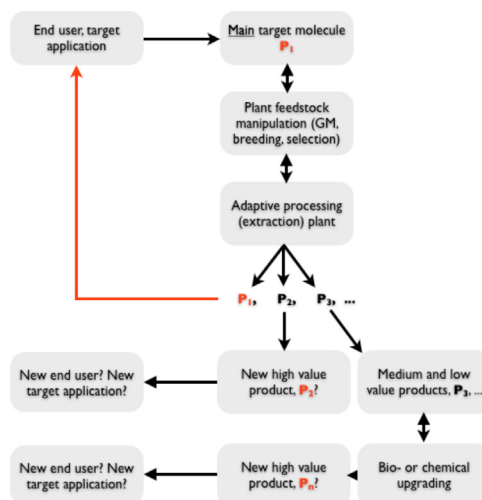 End user, target
application
Main target molecule
P1
Plant feedstock
manipulation (GM,
breeding, selection)
Adaptive processing
(extraction) plant
P1, P2, P3, ...
New end user? New
target application?
New high value
product, P2?
Medium and low
value products, P3, ...
New end user? New
target application?
New high value
product, Pn?
Bio- or chemical
upgrading